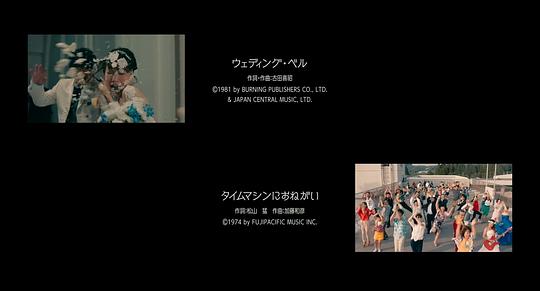 ウェディング・ベル
作詞・作曲:古田喜昭
©1981 by BURNING PUBLISHERS CO., LTD.
& JAPAN CENTRAL MUSIC, LTD.
タイムマシンにおねがい
作詞:松山 猛 作曲:加藤和彦
©1974 by FUJIPACIFIC MUSIC INC.